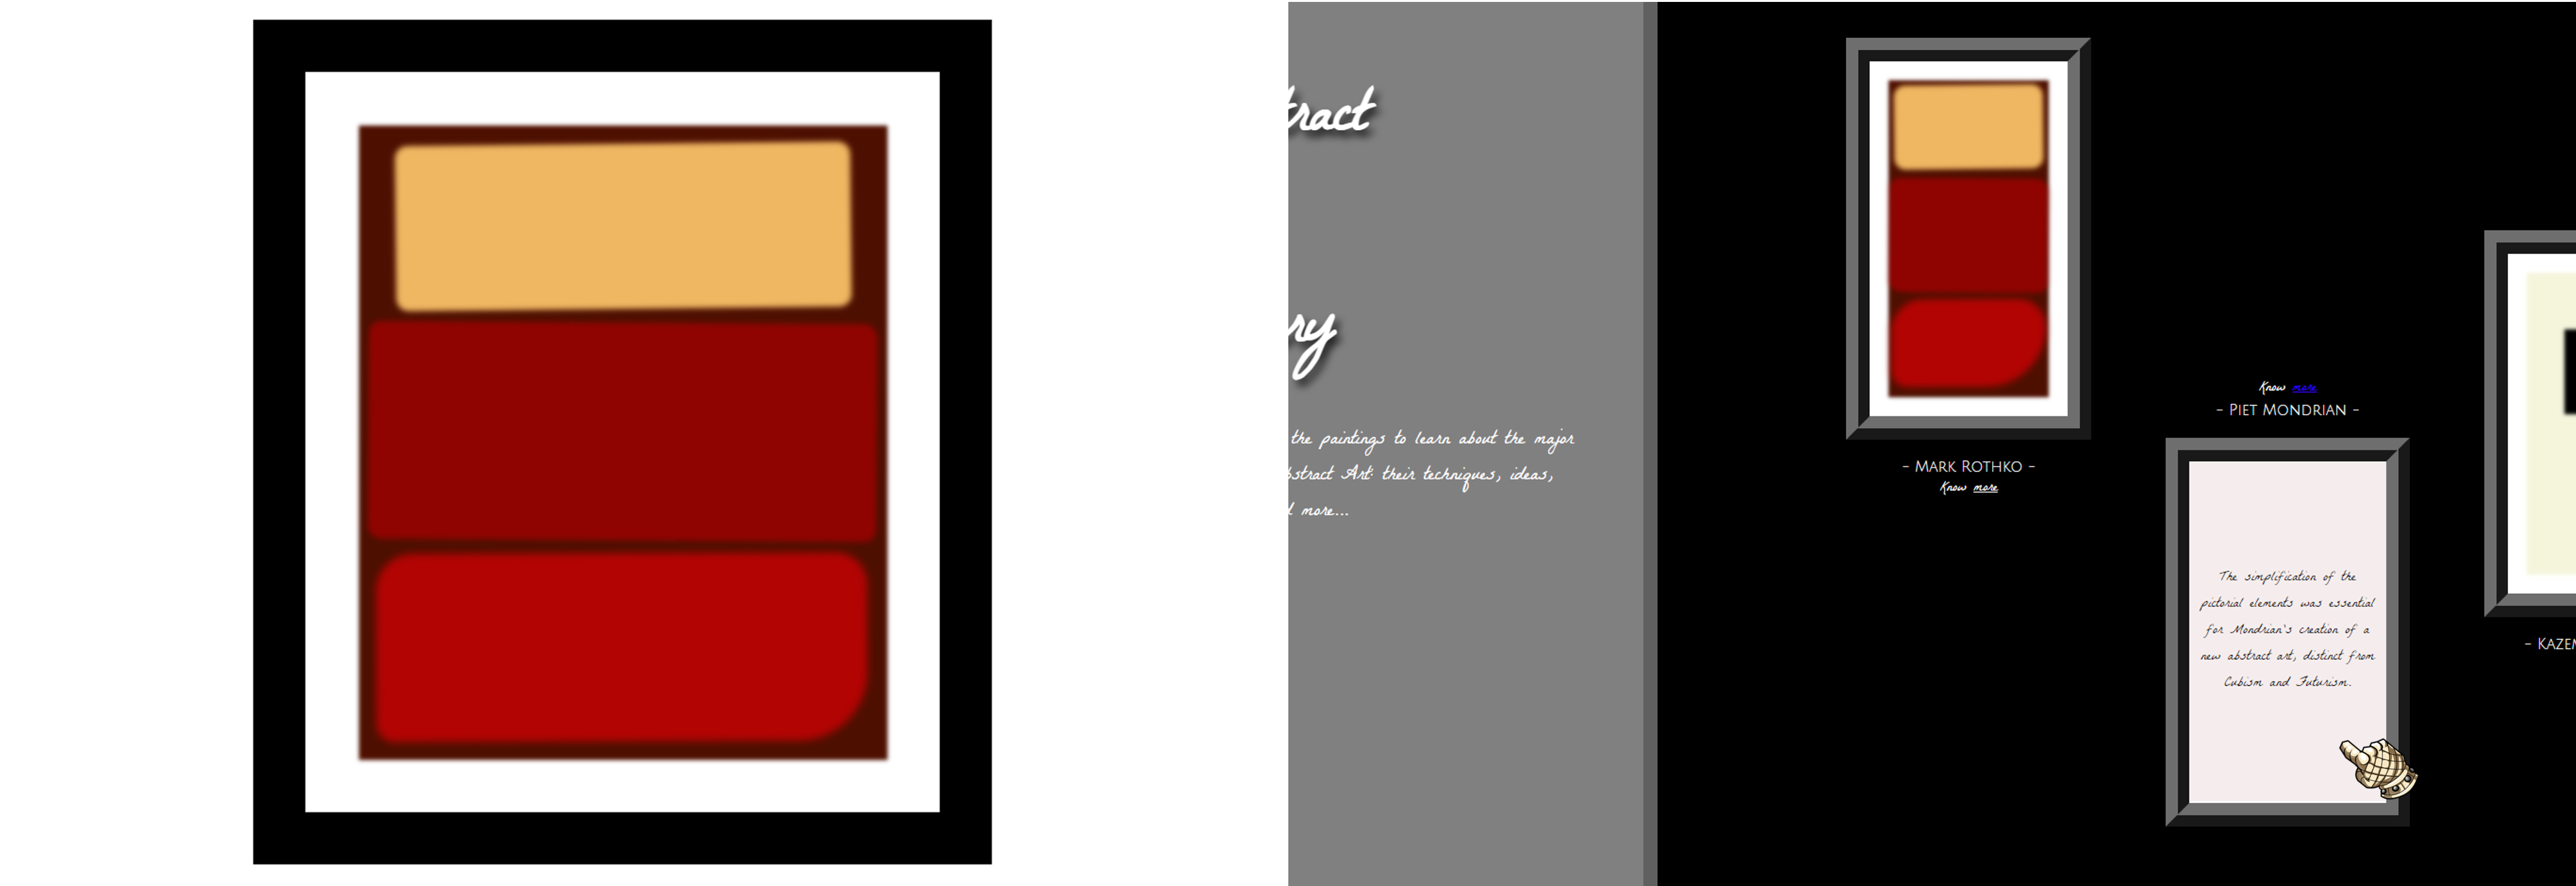 tract
ry
the paintings to learn about the major
bstract Art: their techniques, ideas,
d more...
- Mark Rothko -
Know more
Know more
- Piet Mondrian -
The simplification of the
pictorial elements was essential
for Mondrian's creation of a
new abstract art, distinct from
Cubism and Futurism.
- Kazem